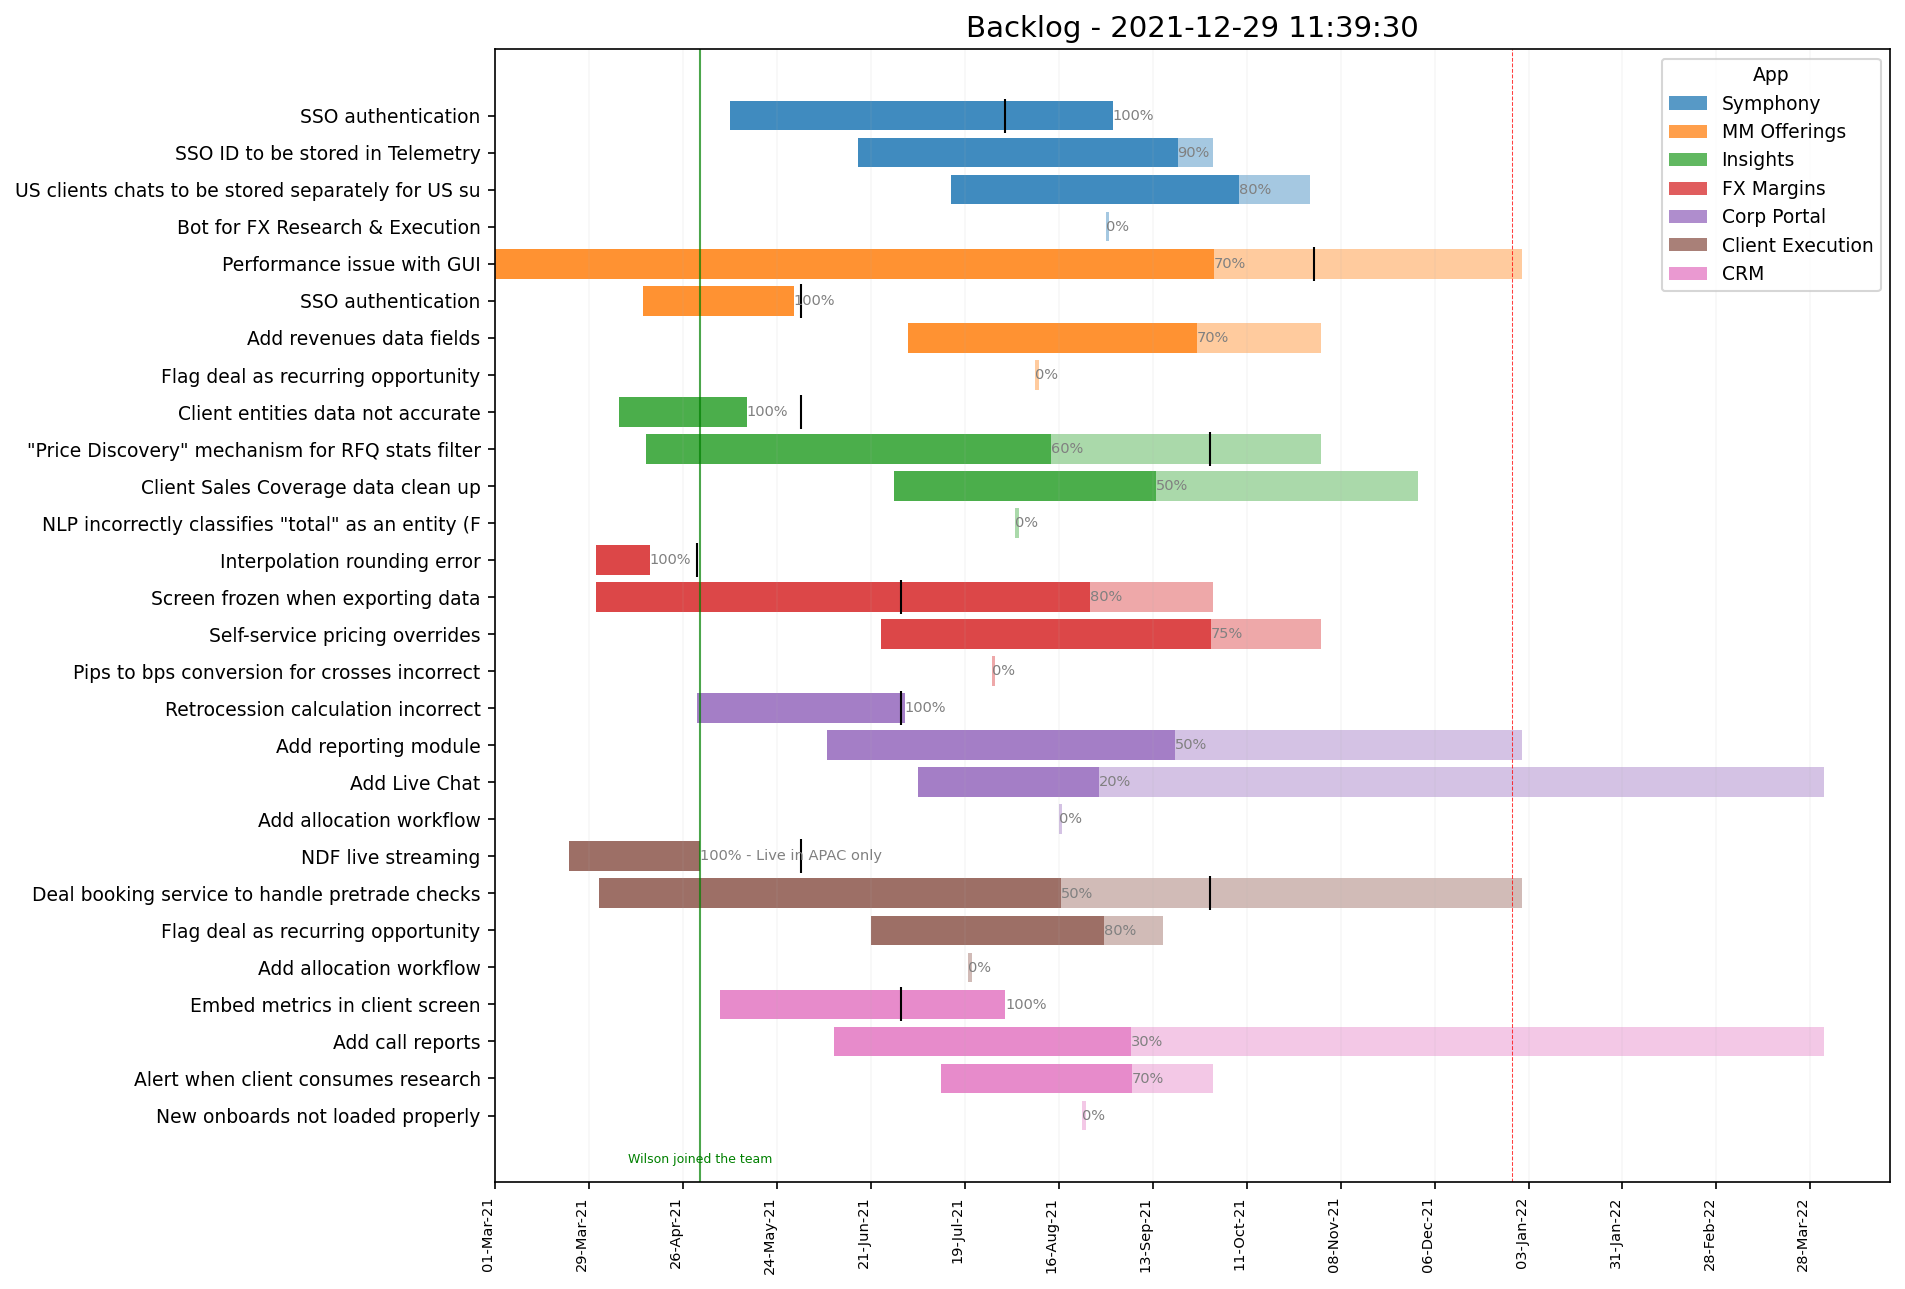 Backlog - 2021-12-29 11:39:30
App
Symphony
MM Offerings
Insights
FX Margins
Corp Portal
Client Execution
CRM
SSO authentication 100%
SSO ID to be stored in Telemetry 90%
US clients chats to be stored separately for US su 80%
Bot for FX Research & Execution 0%
Performance issue with GUI 70%
SSO authentication 100%
Add revenues data fields 70%
Flag deal as recurring opportunity 0%
Client entities data not accurate 100%
"Price Discovery" mechanism for RFQ stats filter 60%
Client Sales Coverage data clean up 50%
NLP incorrectly classifies "total" as an entity (F 0%
Interpolation rounding error 100%
Screen frozen when exporting data 80%
Self-service pricing overrides 75%
Pips to bps conversion for crosses incorrect 0%
Retrocession calculation incorrect 100%
Add reporting module 50%
Add Live Chat 20%
Add allocation workflow 0%
NDF live streaming 100% - Live in APAC only
Deal booking service to handle pretrade checks 50%
Flag deal as recurring opportunity 80%
Add allocation workflow 0%
Embed metrics in client screen 100%
Add call reports 30%
Alert when client consumes research 70%
New onboards not loaded properly 0%
Wilson joined the team
01-Mar-21
29-Mar-21
26-Apr-21
24-May-21
21-Jun-21
19-Jul-21
16-Aug-21
13-Sep-21
11-Oct-21
08-Nov-21
06-Dec-21
03-Jan-22
31-Jan-22
28-Feb-22
28-Mar-22